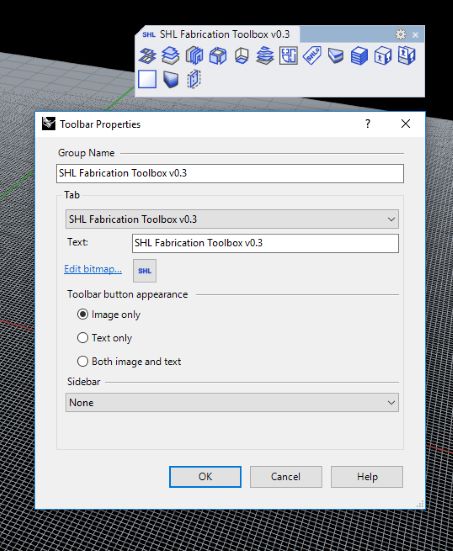 SHL SHL Fabrication Toolbox v0.3
Toolbar Properties
Group Name
SHL Fabrication Toolbox v0.3
Tab
SHL Fabrication Toolbox v0.3
Text: SHL Fabrication Toolbox v0.3
Edit bitmap... SHL
Toolbar button appearance
Image only
Text only
Both image and text
Sidebar
None
OK Cancel Help